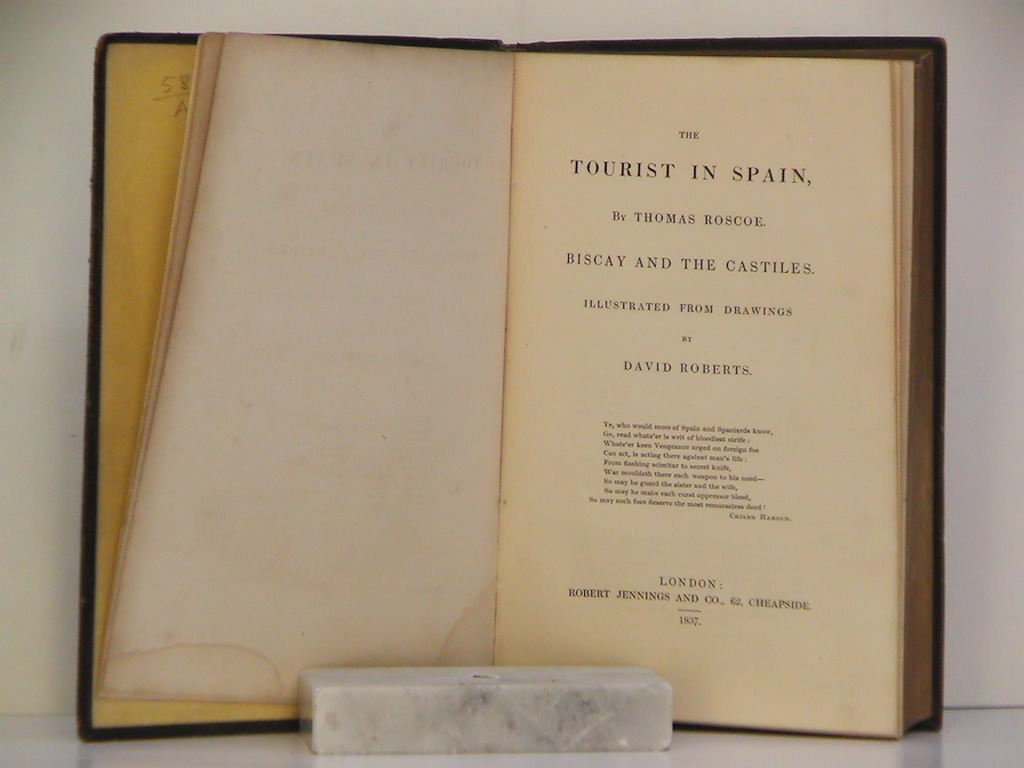 58
A
THE
TOURIST IN SPAIN,
By THOMAS ROSCOE.
BISCAY AND THE CASTILES.
ILLUSTRATED FROM DRAWINGS
BY
DAVID ROBERTS.
Ye, who would more of Spain and Spaniards know,
Go, read whate'er is writ of bloodiest strife:
Whate'er keen Vengeance urged on foreign foe
Can act, is acting there against man's life:
From flashing scimitar to secret knife,
War mouldeth there each weapon to his need—
So may he guard the sister and the wife,
So may he make each curst oppressor bleed,
So may such foes deserve the most remorseless deed!
Childe Harold.
LONDON:
ROBERT JENNINGS AND CO., 62, CHEAPSIDE.
1837.